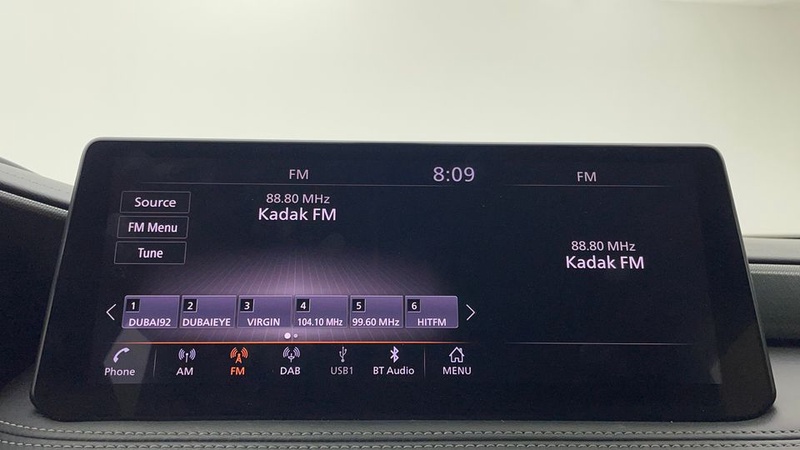 FM 8:09 FM
Source
88.80 MHz
Kadak FM
FM Menu
Tune
88.80 MHz
Kadak FM
1 2 3 4 5 6
DUBAI92 DUBAIEYE VIRGIN 104.10 MHz 99.60 MHz HITFM
Phone AM FM DAB USB1 BT Audio MENU